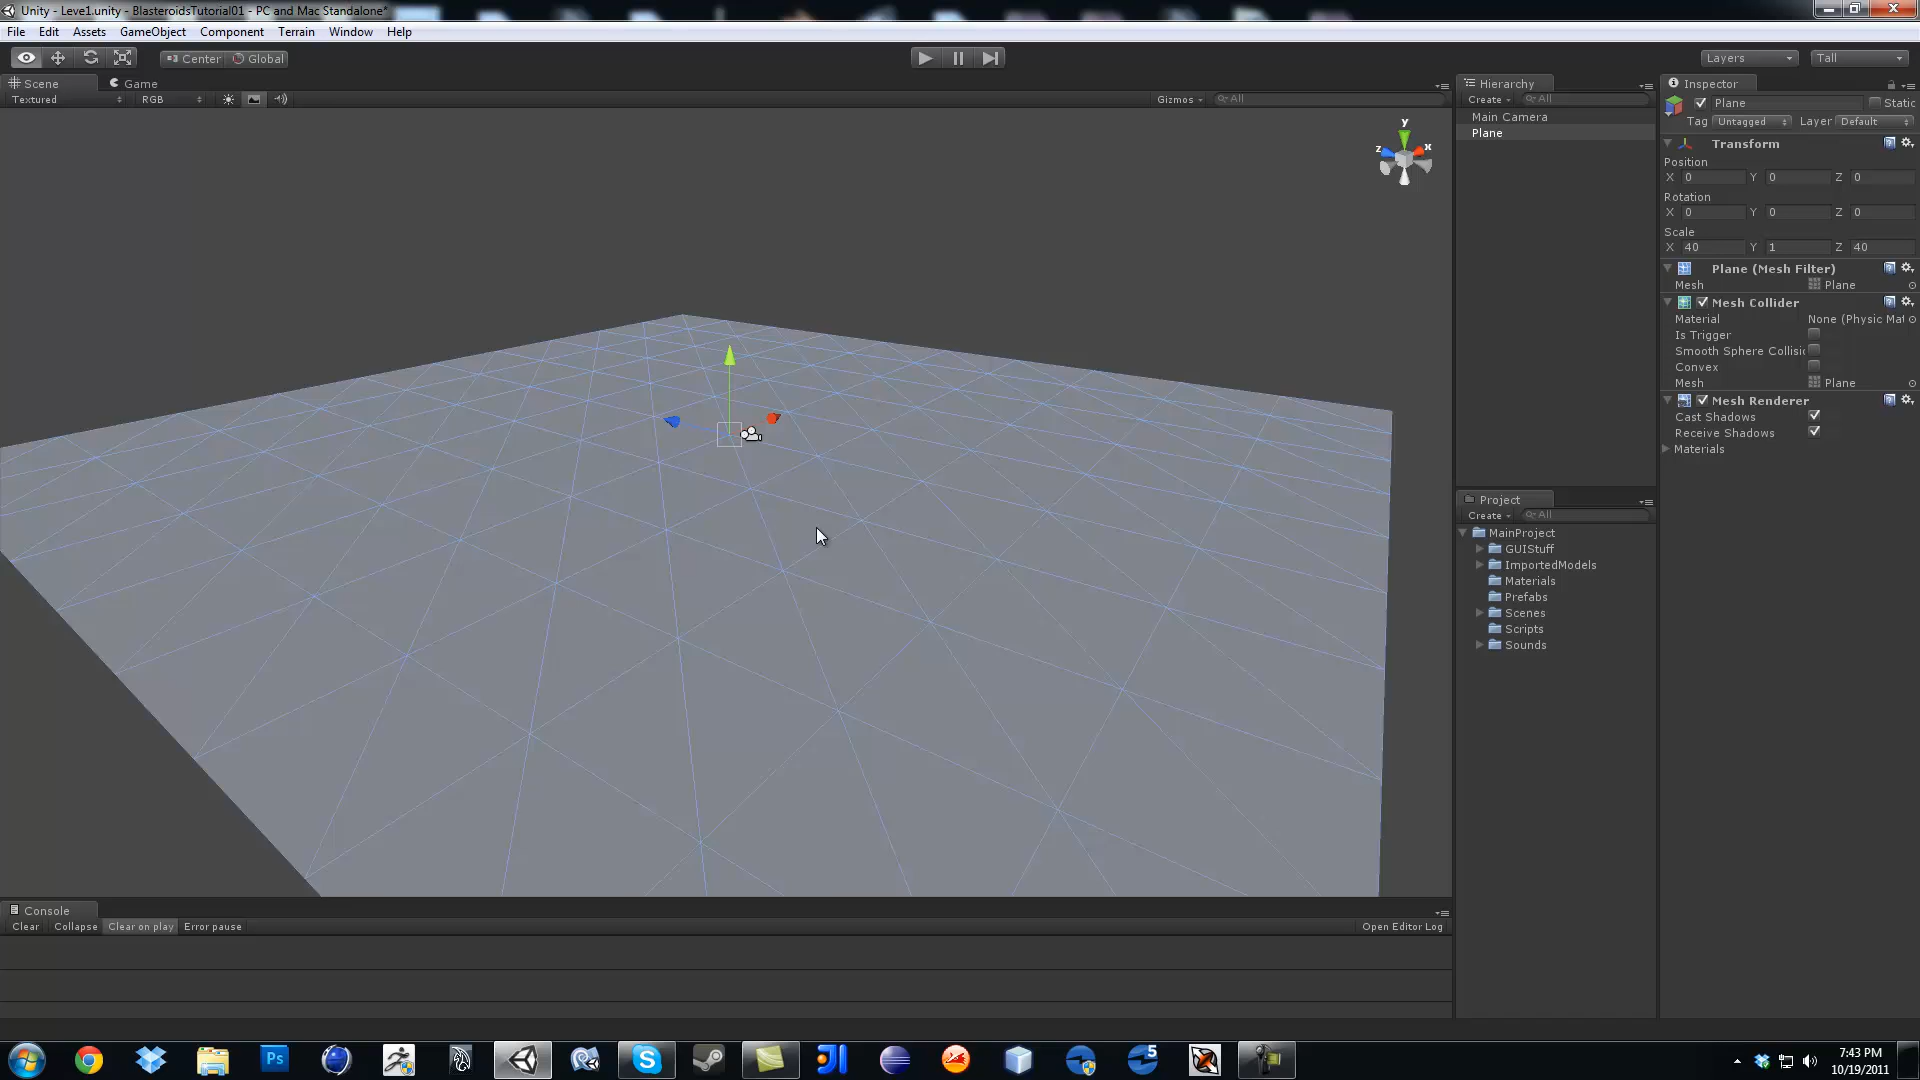 Unity - Leve1.unity - BlasteroidsTutorial01 - PC and Mac Standalone*
File Edit Assets GameObject Component Terrain Window Help
Center Global Layers Tall
Scene Game
Textured RGB Gizmos All
y
z x
Hierarchy
Create All
Main Camera
Plane
Project
Create All
MainProject
GUIStuff
ImportedModels
Materials
Prefabs
Scenes
Scripts
Sounds
Inspector
Plane Static
Tag Untagged Layer Default
Transform
Position
X 0 Y 0 Z 0
Rotation
X 0 Y 0 Z 0
Scale
X 40 Y 1 Z 40
Plane (Mesh Filter)
Mesh Plane
Mesh Collider
Material None (Physic Mat
Is Trigger
Smooth Sphere Collisio
Convex
Mesh Plane
Mesh Renderer
Cast Shadows
Receive Shadows
Materials
Console
Clear Collapse Clear on play Error pause Open Editor Log
Ps
S
5
7:43 PM
10/19/2011